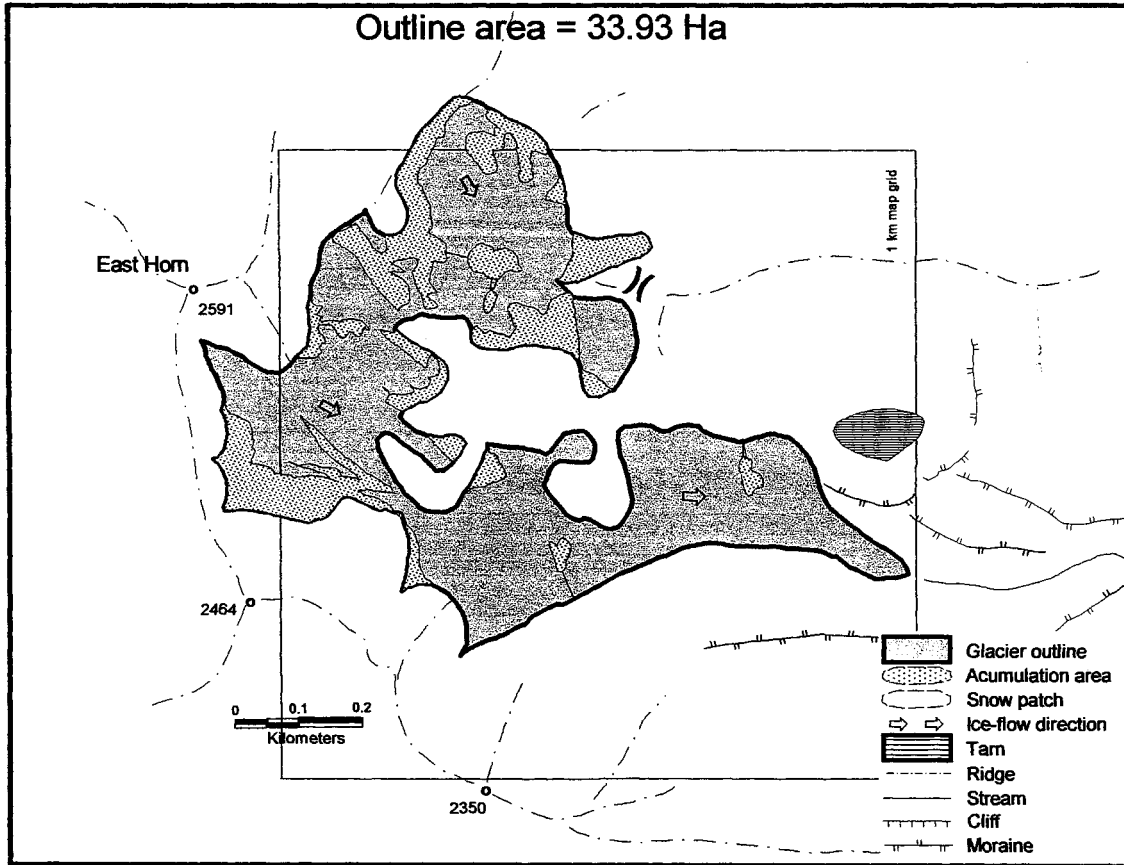 Outline area = 33.93 Ha
1 km map grid
East Horn
2591
2464
0 0.1 0.2
Kilometers
2350
Glacier outline
Acumulation area
Snow patch
Ice-flow direction
Tarn
Ridge
Stream
Cliff
Moraine